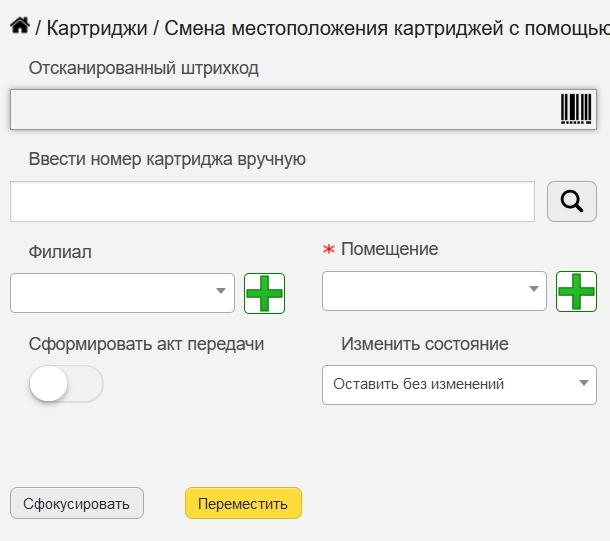 / Картриджи / Смена местоположения картриджей с помощью
Отсканированный штрихкод
Ввести номер картриджа вручную
Филиал
* Помещение
Сформировать акт передачи
Изменить состояние
Оставить без изменений
Сфокусировать
Переместить